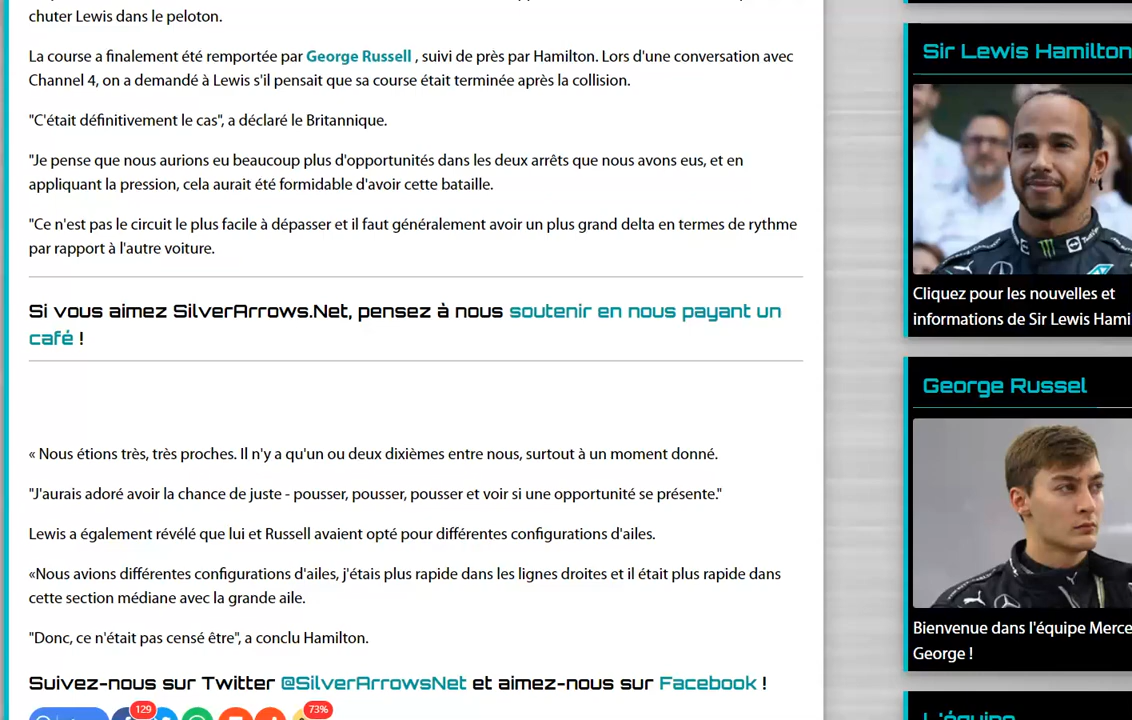 chuter Lewis dans le peloton.
La course a finalement été remportée par George Russell , suivi de près par Hamilton. Lors d'une conversation avec
Channel 4, on a demandé à Lewis s'il pensait que sa course était terminée après la collision.
"C'était définitivement le cas", a déclaré le Britannique.
"Je pense que nous aurions eu beaucoup plus d'opportunités dans les deux arrêts que nous avons eus, et en
appliquant la pression, cela aurait été formidable d'avoir cette bataille.
"Ce n'est pas le circuit le plus facile à dépasser et il faut généralement avoir un plus grand delta en termes de rythme
par rapport à l'autre voiture.
Si vous aimez SilverArrows.Net, pensez à nous soutenir en nous payant un
café !
« Nous étions très, très proches. Il n'y a qu'un ou deux dixièmes entre nous, surtout à un moment donné.
"J'aurais adoré avoir la chance de juste - pousser, pousser, pousser et voir si une opportunité se présente."
Lewis a également révélé que lui et Russell avaient opté pour différentes configurations d'ailes.
«Nous avions différentes configurations d'ailes, j'étais plus rapide dans les lignes droites et il était plus rapide dans
cette section médiane avec la grande aile.
"Donc, ce n'était pas censé être", a conclu Hamilton.
Suivez-nous sur Twitter @SilverArrowsNet et aimez-nous sur Facebook !
129
73%
Sir Lewis Hamilton
Cliquez pour les nouvelles et
informations de Sir Lewis Hami
George Russel
Bienvenue dans l'équipe Merce
George !
L'équipe